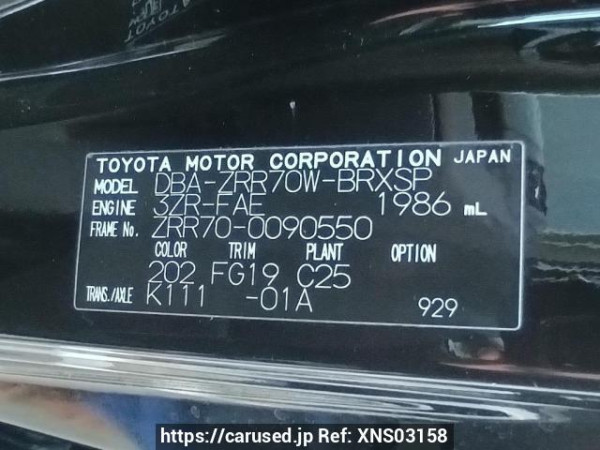 TOYOTA MOTOR CORPORATION JAPAN
MODEL DBA-ZRR70W-BRXSP
ENGINE 3ZR-FAE 1986 mL
FRAME No. ZRR70-0090550
COLOR TRIM PLANT OPTION
202 FG19 C25
TRANS./AXLE K111 -01A 929
https://carused.jp Ref: XNS03158